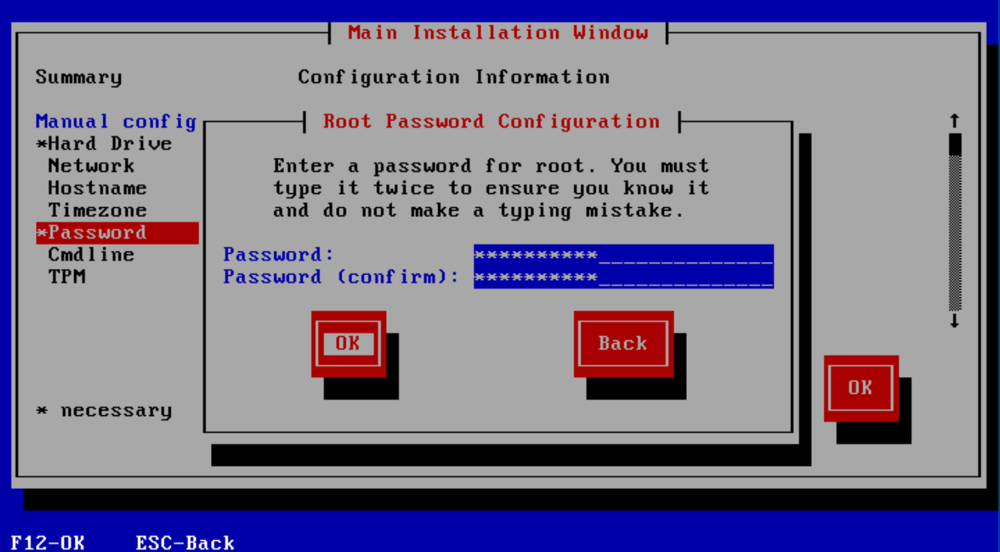 Main Installation Window
Summary Configuration Information
Manual config
Root Password Configuration
*Hard Drive
Network
Hostname
Timezone
*Password
Cmdline
TPM
Enter a password for root. You must
type it twice to ensure you know it
and do not make a typing mistake.
Password: **********______________
Password (confirm): **********______________
OK
Back
OK
* necessary
F12-OK ESC-Back